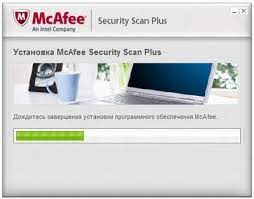 McAfee
An Intel Company
Security Scan Plus
Установка McAfee Security Scan Plus
Дождитесь завершения установки программного обеспечения McAfee.